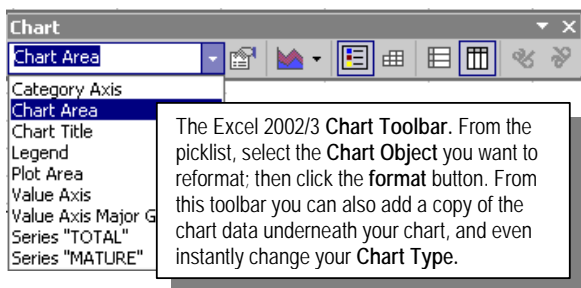 Chart
Chart Area
Category Axis
Chart Area
Chart Title
Legend
Plot Area
Value Axis
Value Axis Major G
Series "TOTAL"
Series "MATURE"
The Excel 2002/3 Chart Toolbar. From the
picklist, select the Chart Object you want to
reformat; then click the format button. From
this toolbar you can also add a copy of the
chart data underneath your chart, and even
instantly change your Chart Type.